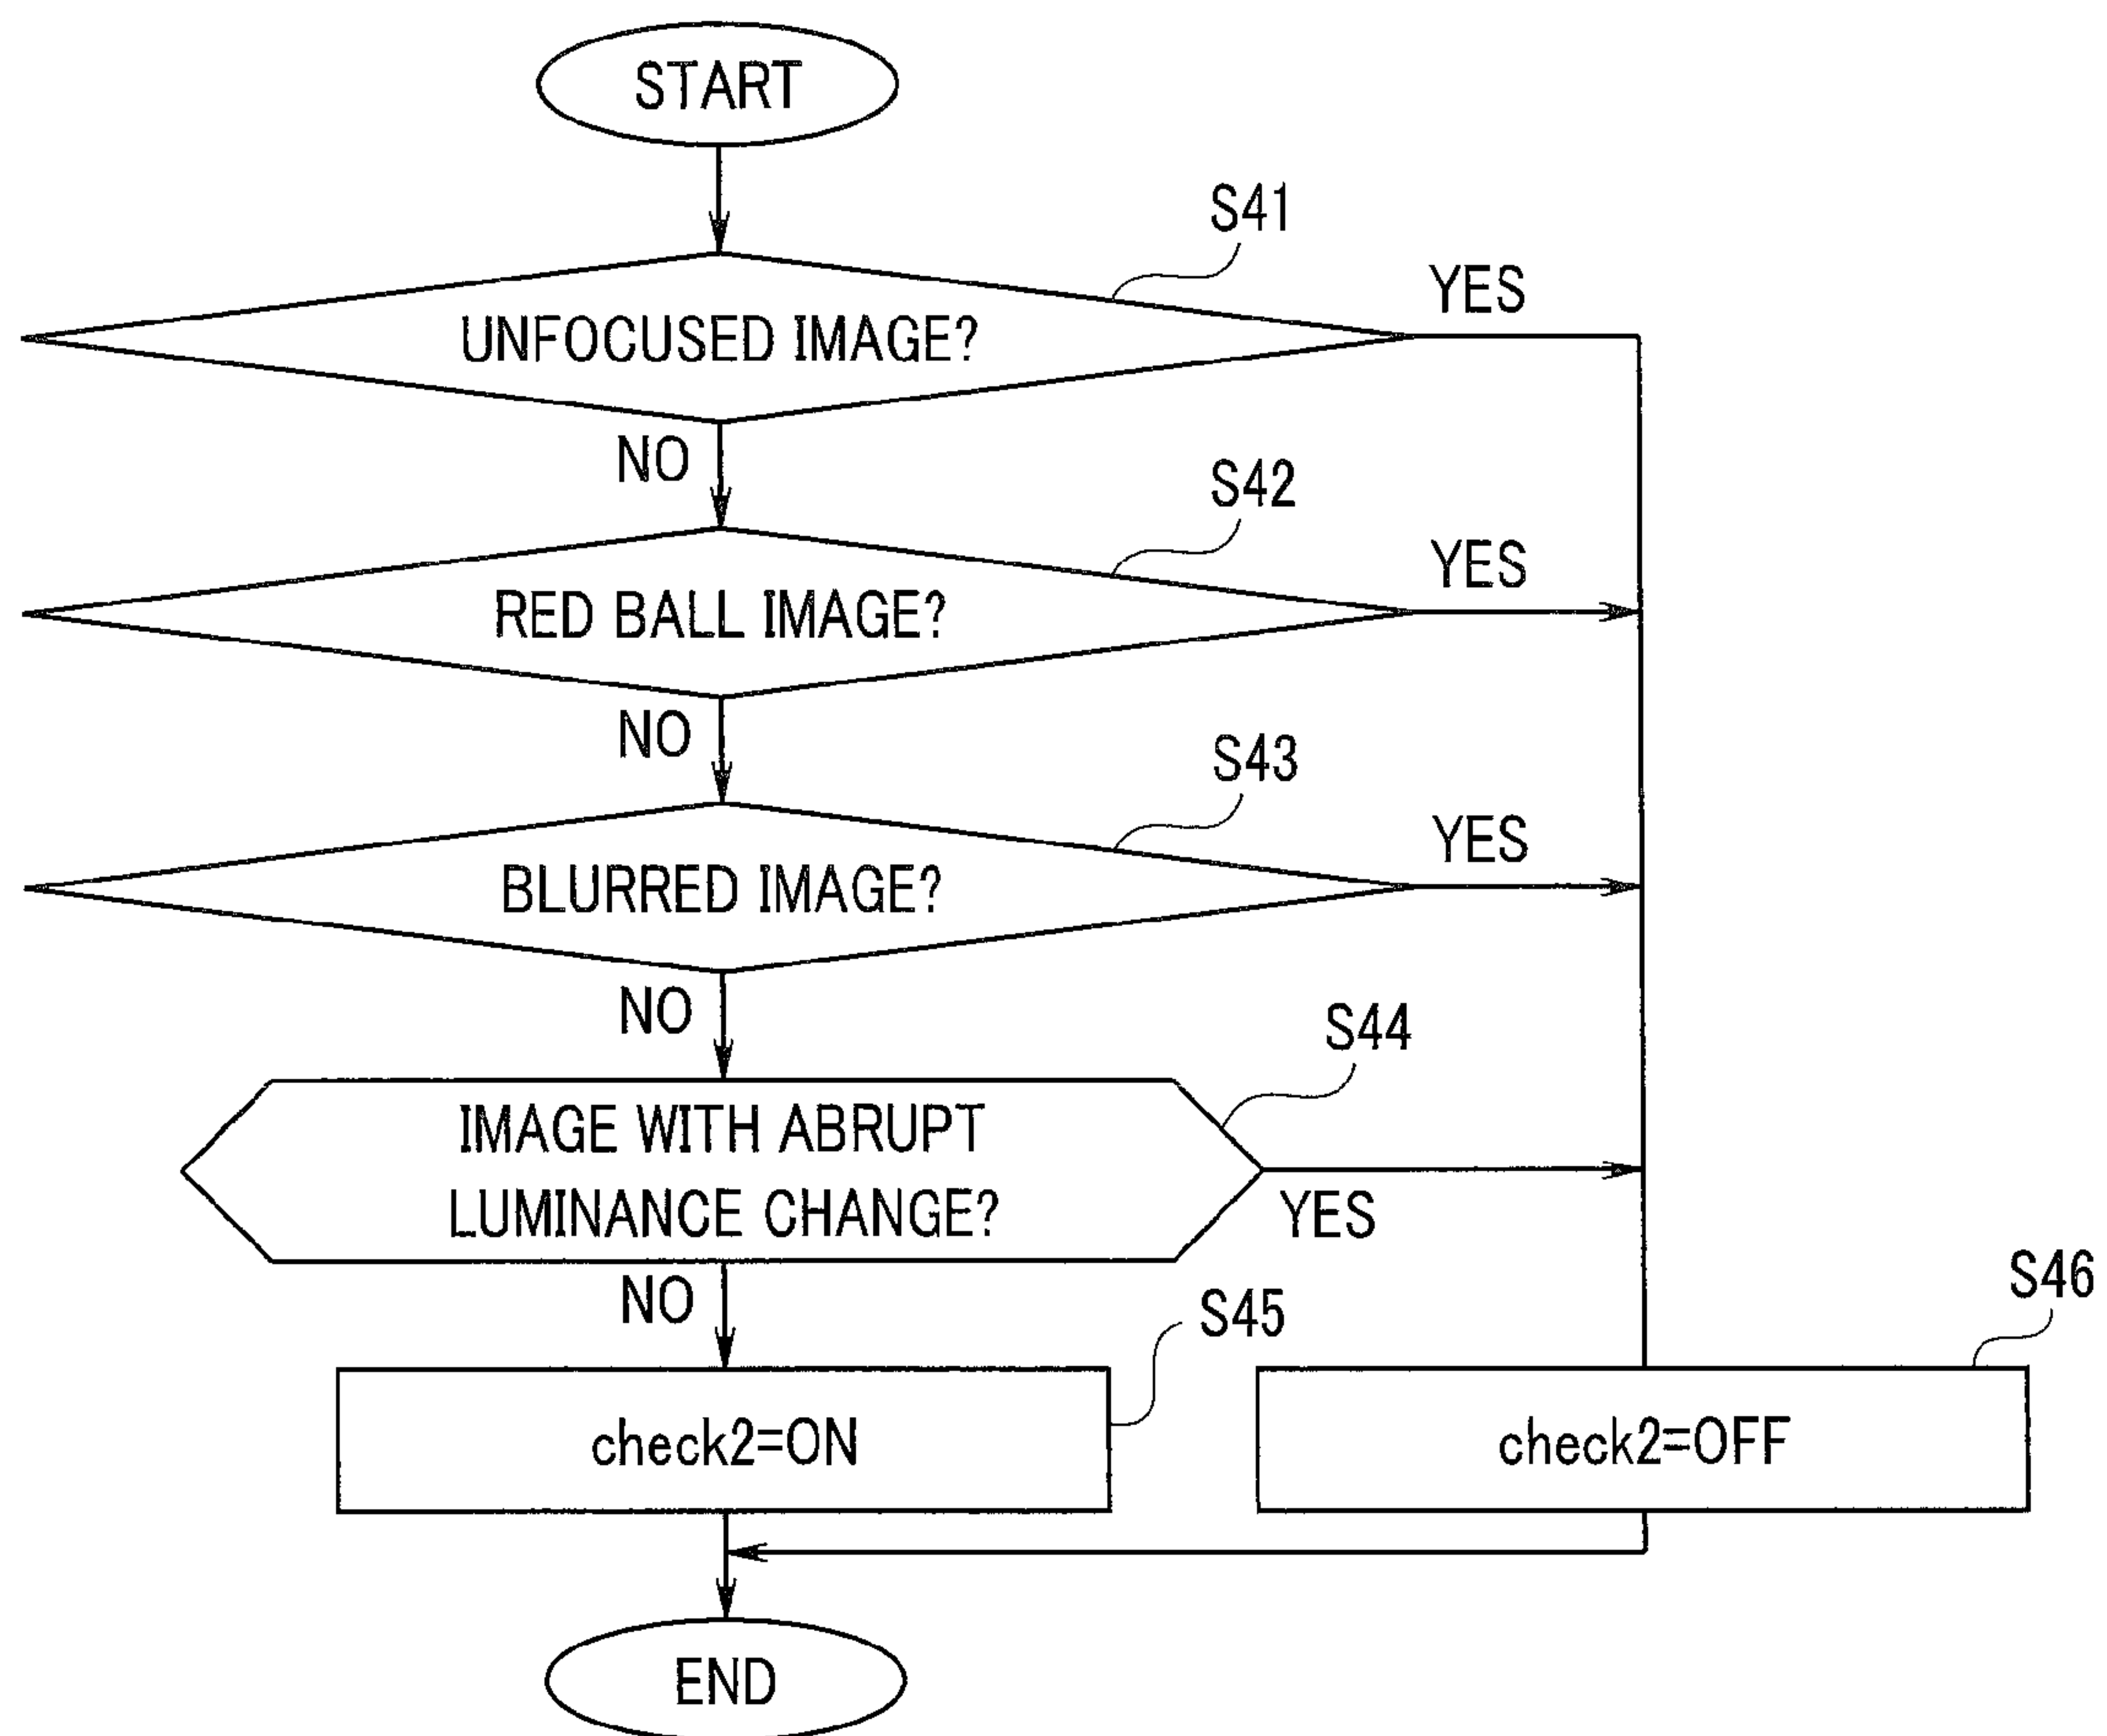 START
S41
UNFOCUSED IMAGE?
YES
NO
S42
RED BALL IMAGE?
YES
NO
S43
BLURRED IMAGE?
YES
NO
S44
IMAGE WITH ABRUPT
LUMINANCE CHANGE?
YES
NO
S45
S46
check2=ON
check2=OFF
END